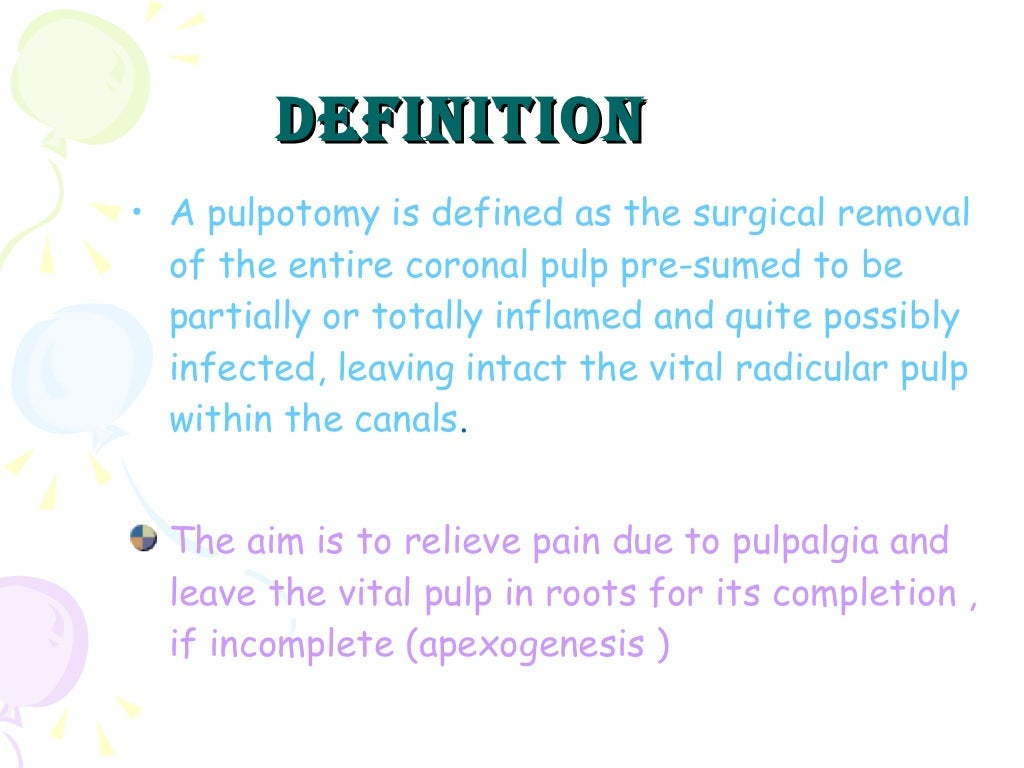 DEFINITION
• A pulpotomy is defined as the surgical removal
of the entire coronal pulp pre-sumed to be
partially or totally inflamed and quite possibly
infected, leaving intact the vital radicular pulp
within the canals.
The aim is to relieve pain due to pulpalgia and
leave the vital pulp in roots for its completion ,
if incomplete (apexogenesis )